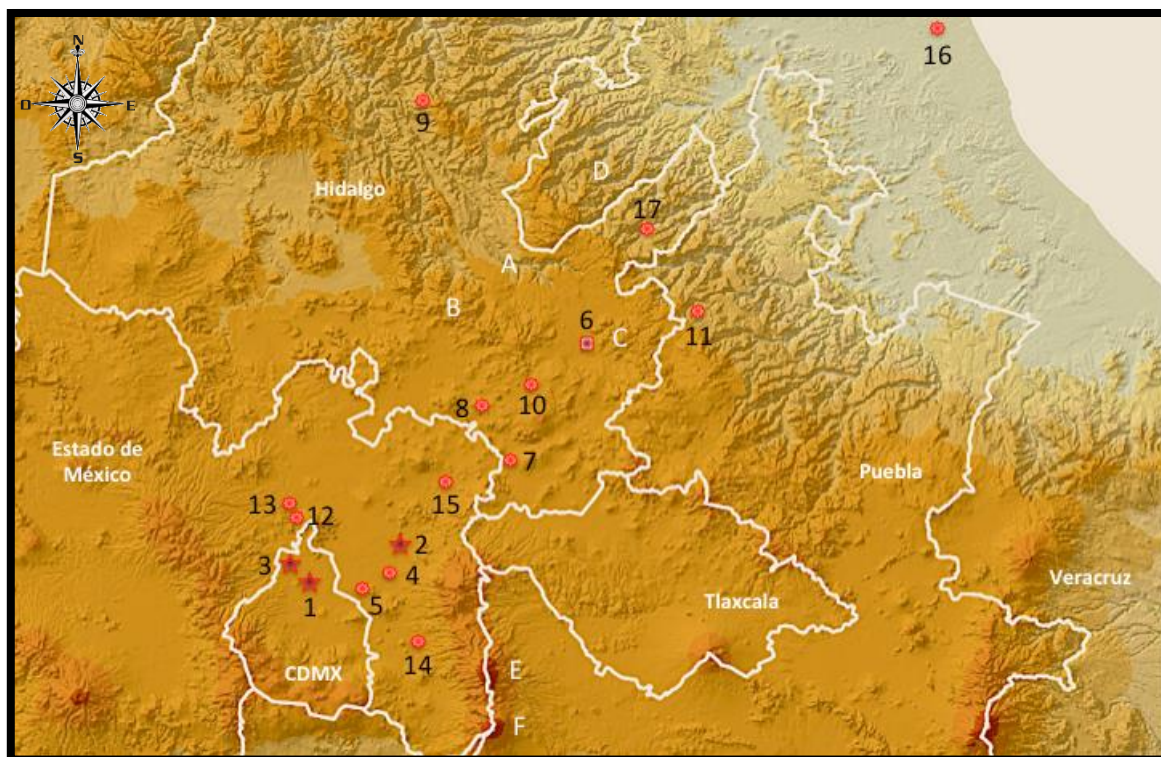 N
O
E
S
16
9
Hidalgo
D
17
A
B
6
C
11
10
8
Estado de
México
7
Puebla
15
13
12
2
3
4
1
5
Tlaxcala
Veracruz
14
CDMX
E
F